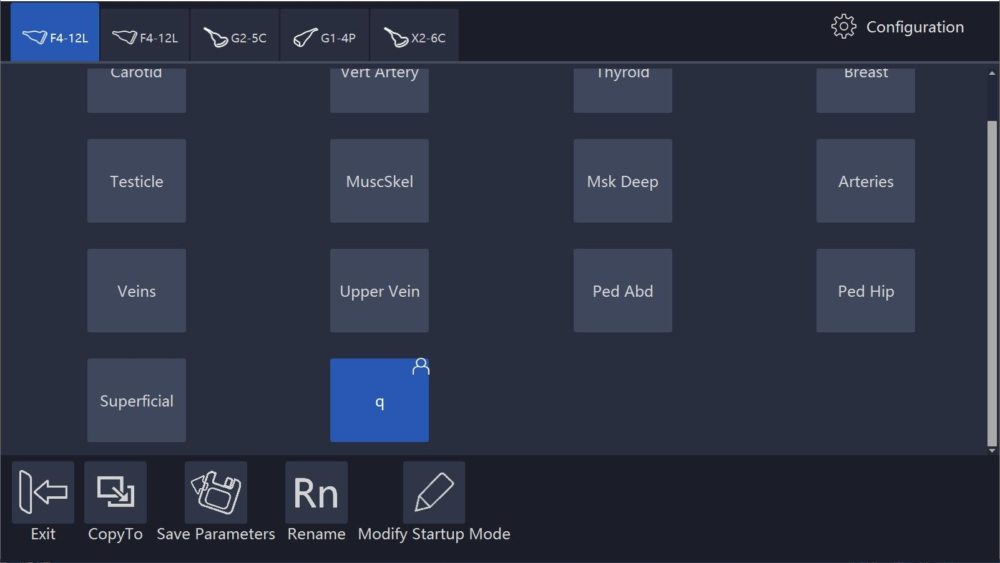 F4-12L F4-12L G2-5C G1-4P X2-6C Configuration
Carotid Vert Artery Thyroid Breast
Testicle MuscSkel Msk Deep Arteries
Veins Upper Vein Ped Abd Ped Hip
Superficial q
Rn
Exit CopyTo Save Parameters Rename Modify Startup Mode